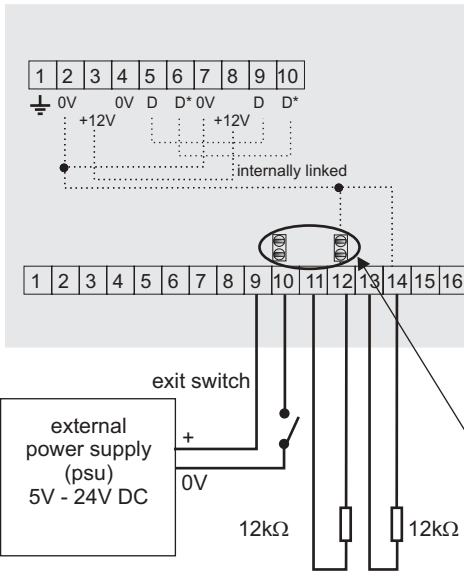 1 2 3 4 5 6 7 8 9 10
0V 0V D D* 0V D D*
+12V +12V
internally linked
1 2 3 4 5 6 7 8 9 10 11 12 13 14 15 16
exit switch
external
power supply
(psu)
5V - 24V DC
+
0V
12kΩ 12kΩ